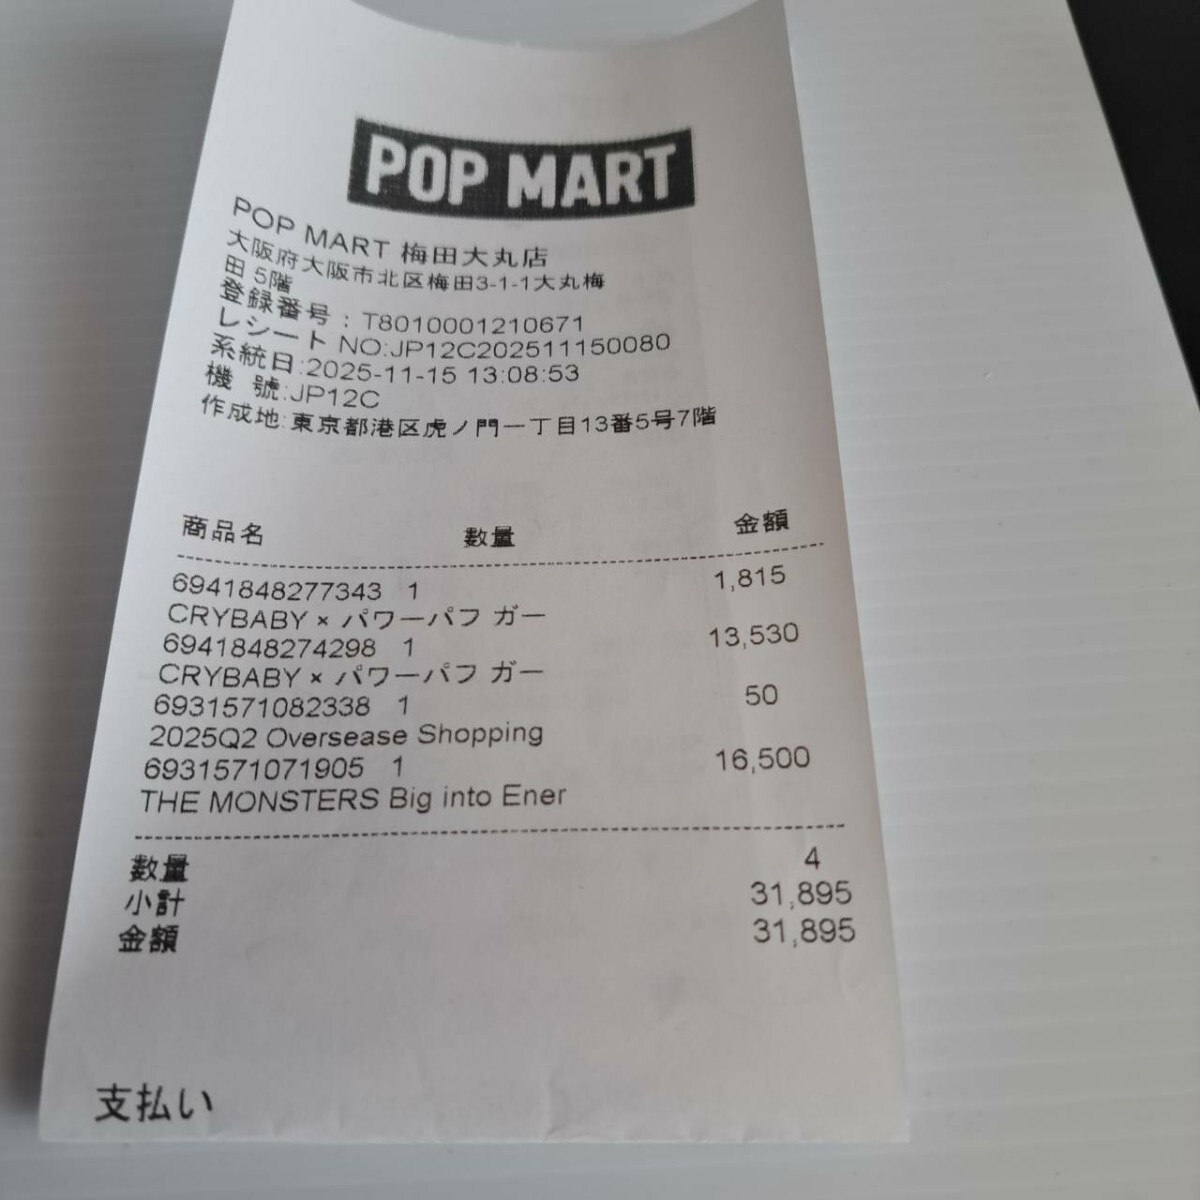 POP MART
POP MART 梅田大丸店
大阪府大阪市北区梅田3-1-1大丸梅
田 5階
登録番号：T8010001210671
レシート NO:JP12C202511150080
系統日:2025-11-15 13:08:53
機 號:JP12C
作成地:東京都港区虎ノ門一丁目13番5号7階
商品名 数量 金額
6941848277343 1 1,815
CRYBABY × パワーパフ ガー
6941848274298 1 13,530
CRYBABY × パワーパフ ガー
6931571082338 1 50
2025Q2 Oversease Shopping
6931571071905 1 16,500
THE MONSTERS Big into Ener
数量 4
小計 31,895
金額 31,895
支払い